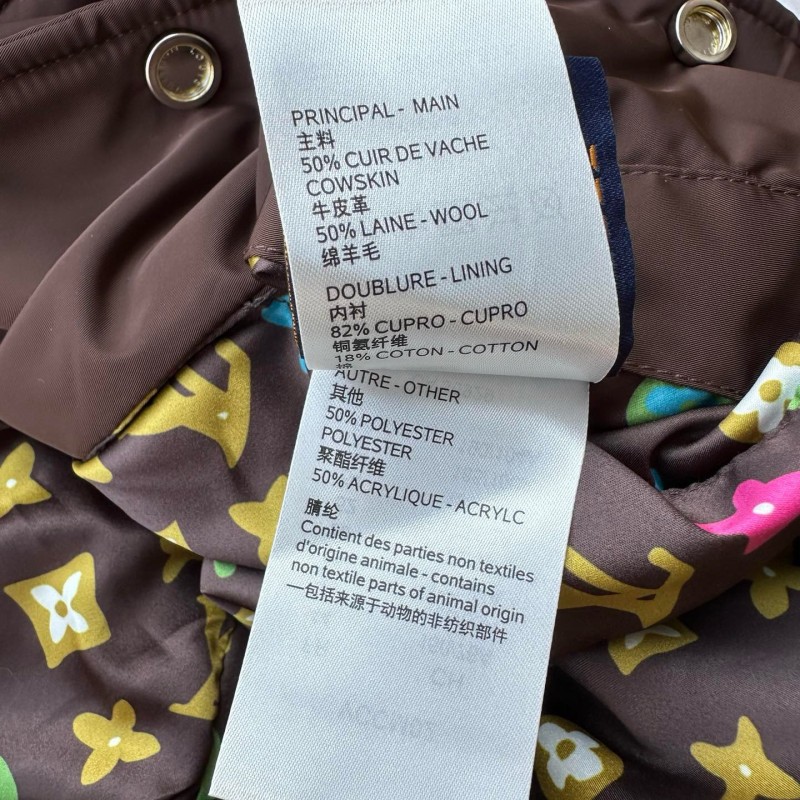 PRINCIPAL - MAIN
主料
50% CUIR DE VACHE
COWSKIN
牛皮革
50% LAINE - WOOL
绵羊毛
DOUBLURE - LINING
内衬
82% CUPRO - CUPRO
铜氨纤维
18% COTON - COTTON
AUTRE - OTHER
其他
50% POLYESTER
POLYESTER
聚酯纤维
50% ACRYLIQUE - ACRYLC
腈纶
Contient des parties non textiles
d'origine animale - contains
non textile parts of animal origin
一包括来源于动物的非纺织部件